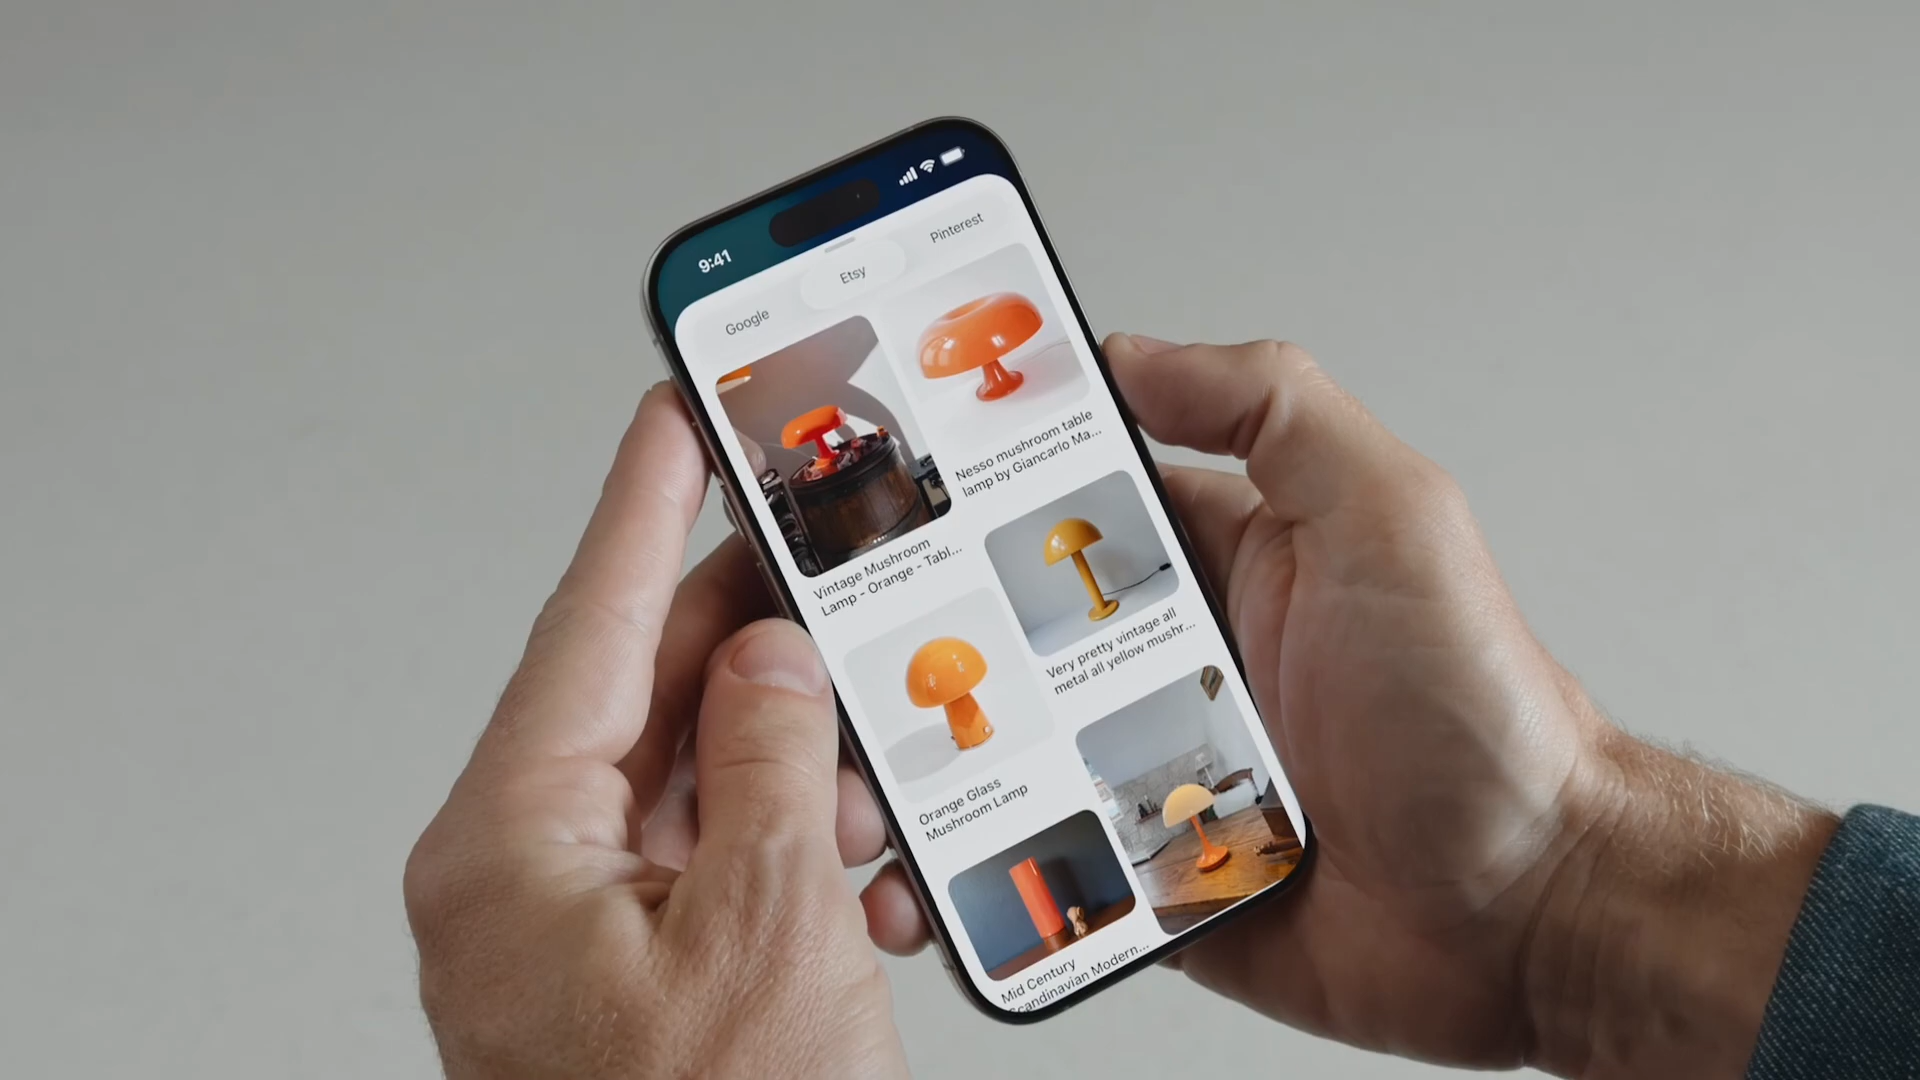 9:41
Google
Etsy
Pinterest
Vintage Mushroom
Lamp - Orange - Tabl...
Nesso mushroom table
lamp by Giancarlo Ma...
Orange Glass
Mushroom Lamp
Very pretty vintage all
metal all yellow mushr...
Mid Century
Scandinavian Modern...